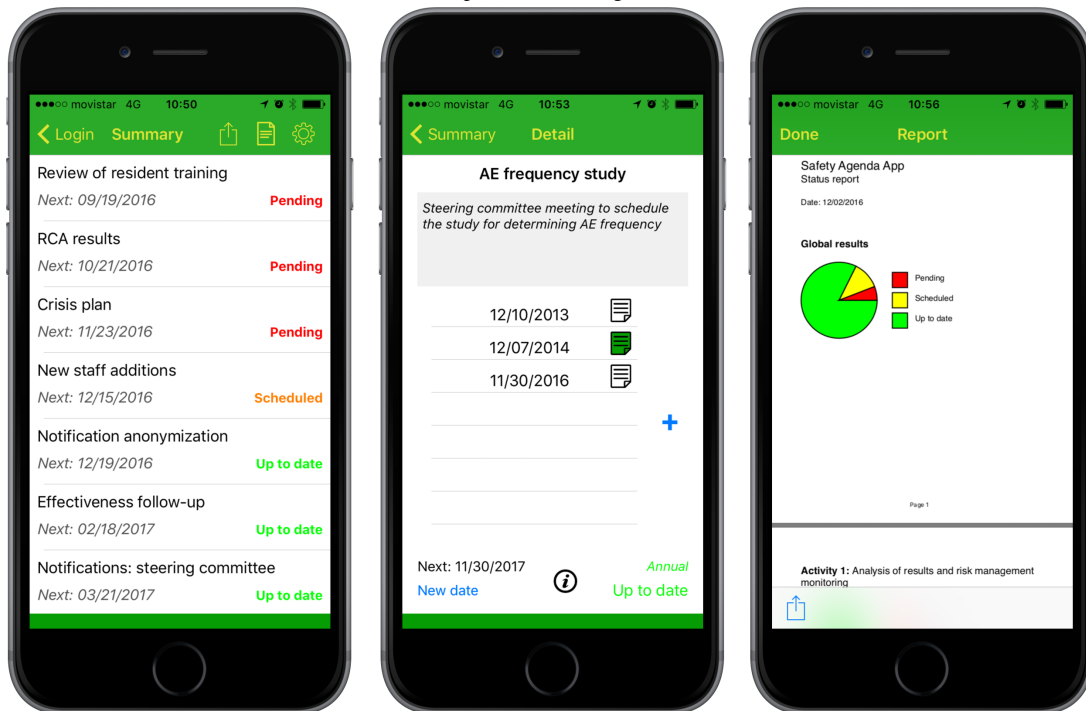 movistar 4G 10:50
Login Summary
Review of resident training
Next: 09/19/2016 Pending
RCA results
Next: 10/21/2016 Pending
Crisis plan
Next: 11/23/2016 Pending
New staff additions
Next: 12/15/2016 Scheduled
Notification anonymization
Next: 12/19/2016 Up to date
Effectiveness follow-up
Next: 02/18/2017 Up to date
Notifications: steering committee
Next: 03/21/2017 Up to date
movistar 4G 10:53
Summary Detail
AE frequency study
Steering committee meeting to schedule
the study for determining AE frequency
12/10/2013
12/07/2014
11/30/2016
+
Next: 11/30/2017 Annual
New date i Up to date
movistar 4G 10:56
Done Report
Safety Agenda App
Status report
Date: 12/02/2016
Global results
Pending
Scheduled
Up to date
Page 1
Activity 1: Analysis of results and risk management
monitoring